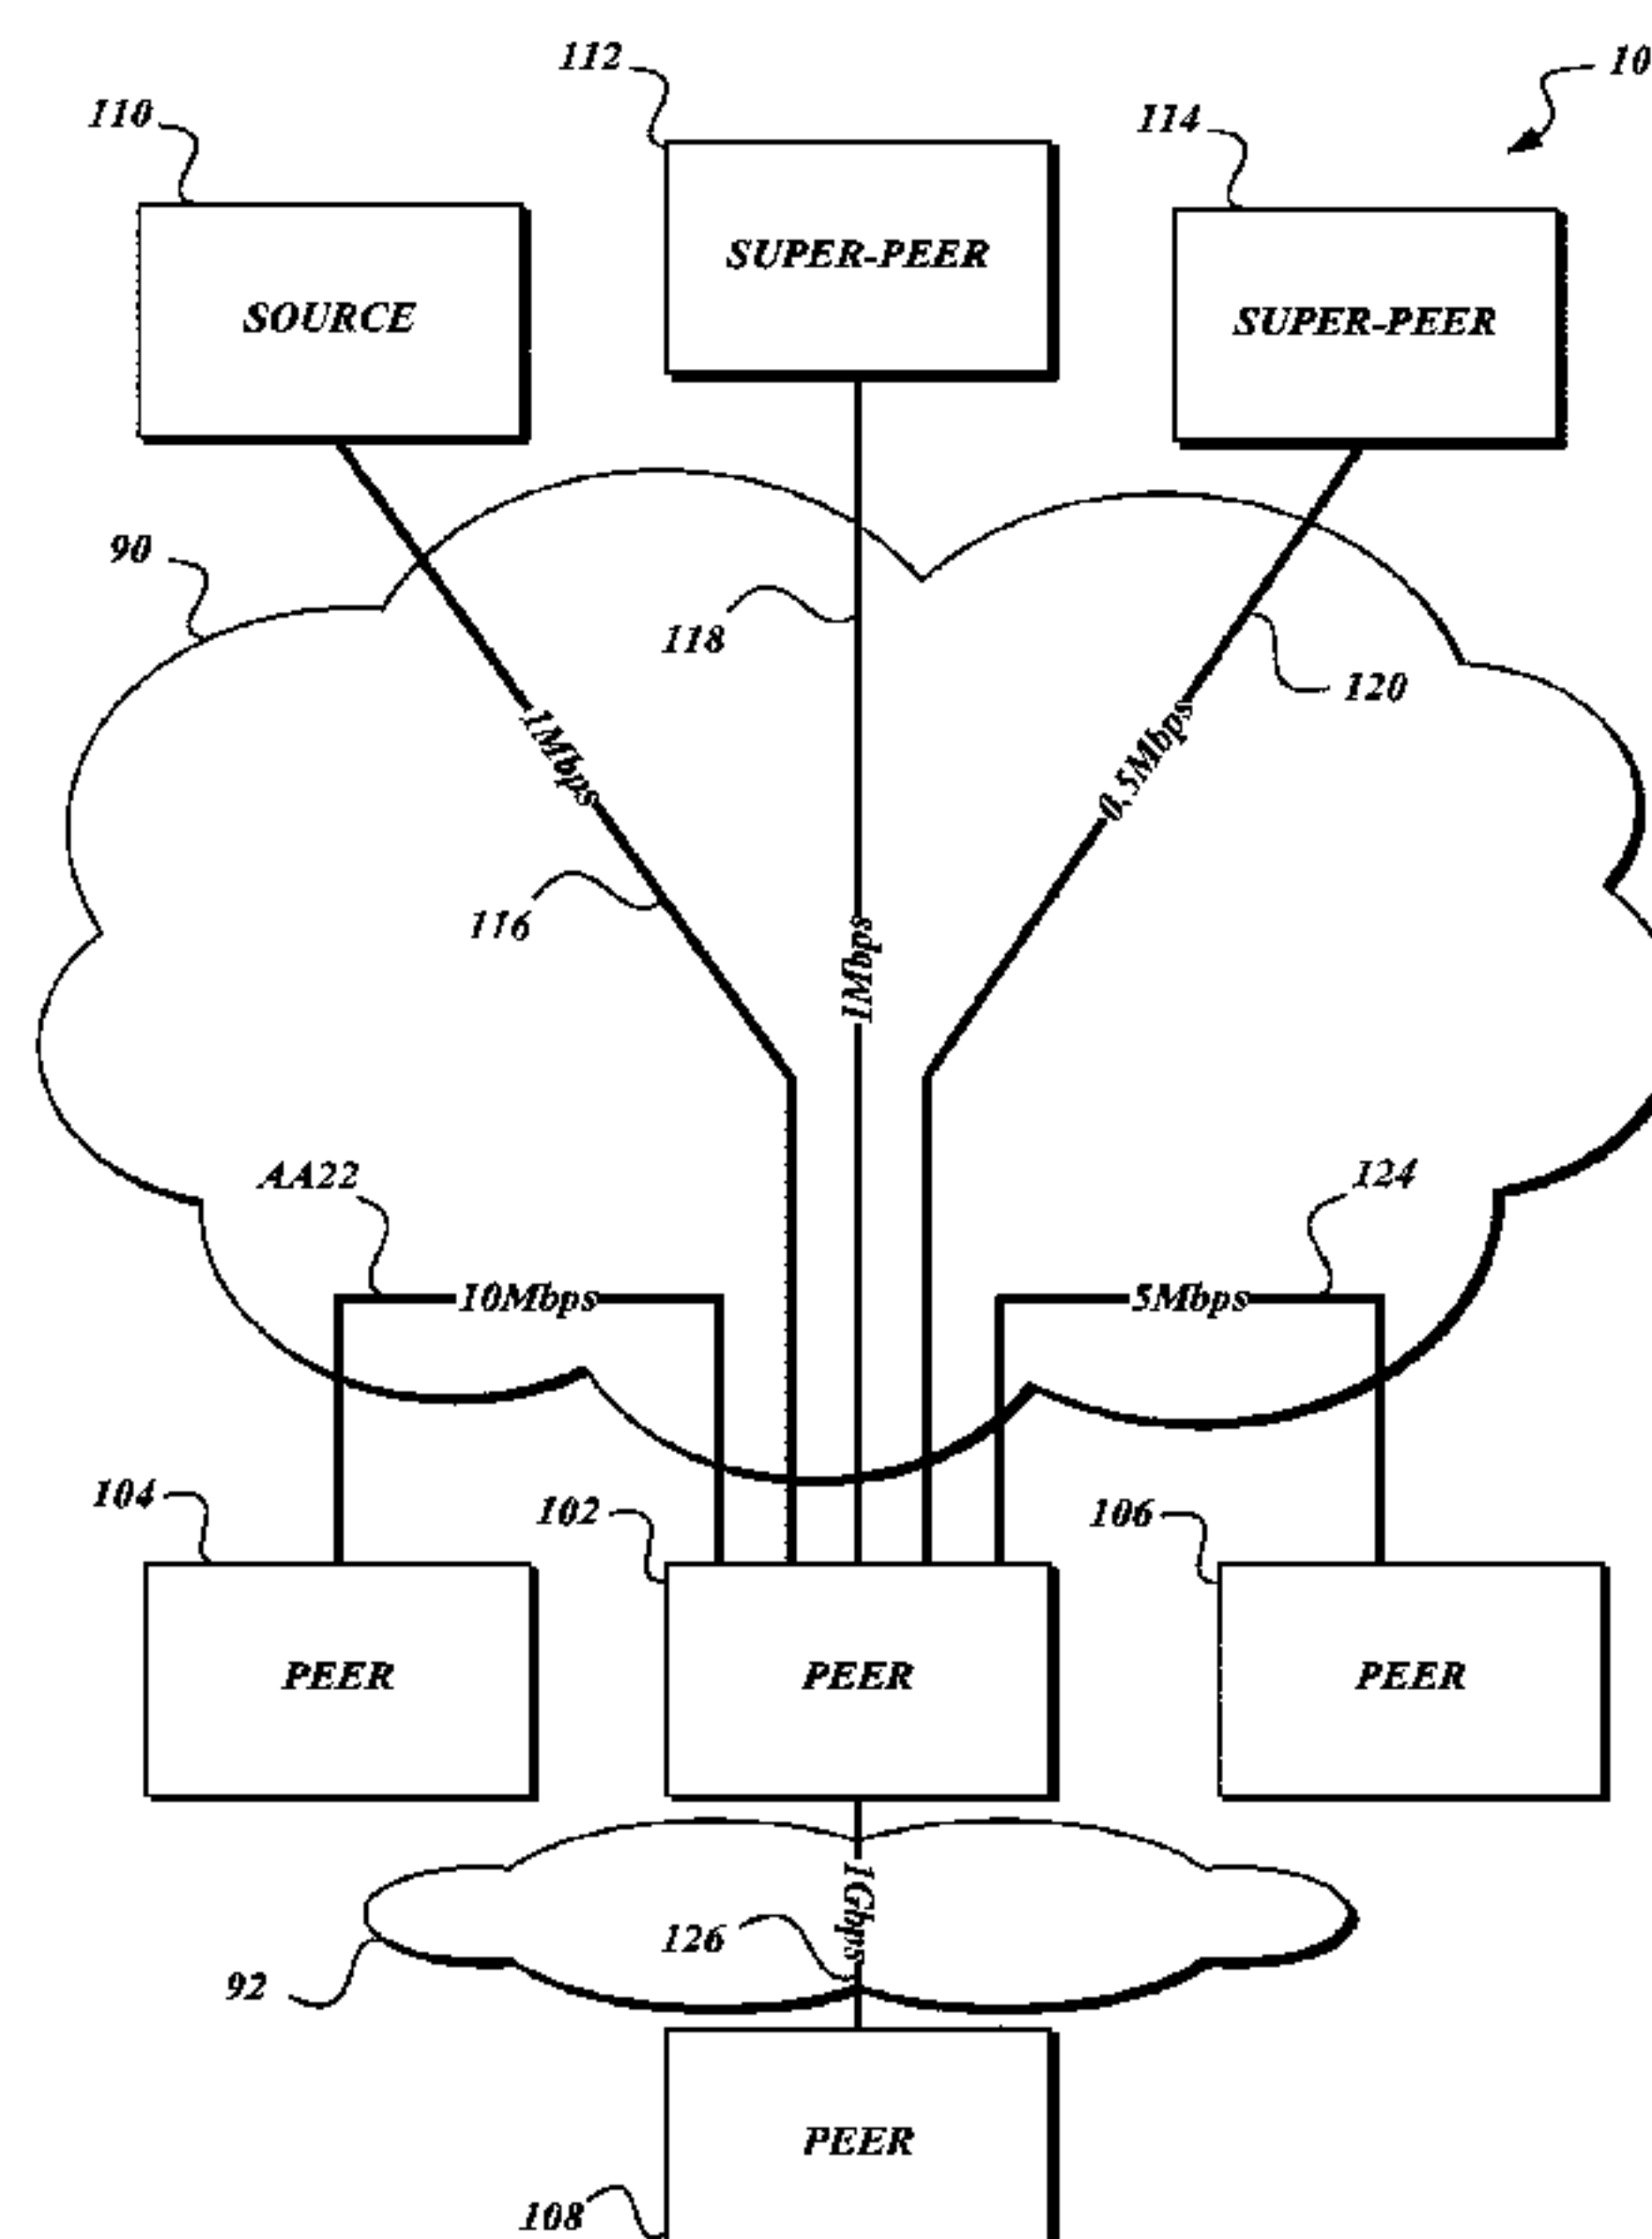 112
10
110
114
SUPER-PEER
SOURCE
SUPER-PEER
90
118
120
1Mbps
0.5Mbps
116
1Mbps
AA22
124
10Mbps
5Mbps
104
102
106
PEER
PEER
PEER
1Gbps
126
92
PEER
108